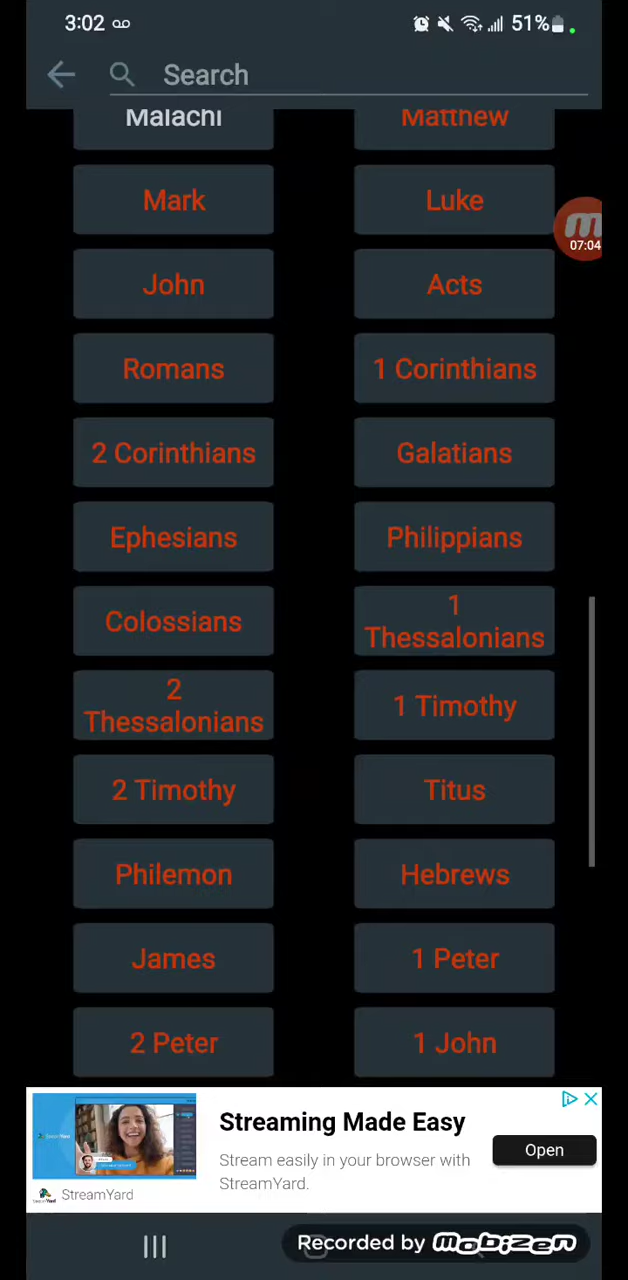 3:02
51%
Search
Malachi
Matthew
Mark
Luke
07:04
John
Acts
Romans
1 Corinthians
2 Corinthians
Galatians
Ephesians
Philippians
Colossians
1
Thessalonians
2
Thessalonians
1 Timothy
2 Timothy
Titus
Philemon
Hebrews
James
1 Peter
2 Peter
1 John
Streaming Made Easy
Stream easily in your browser with
StreamYard.
Open
StreamYard
Recorded by mobizen